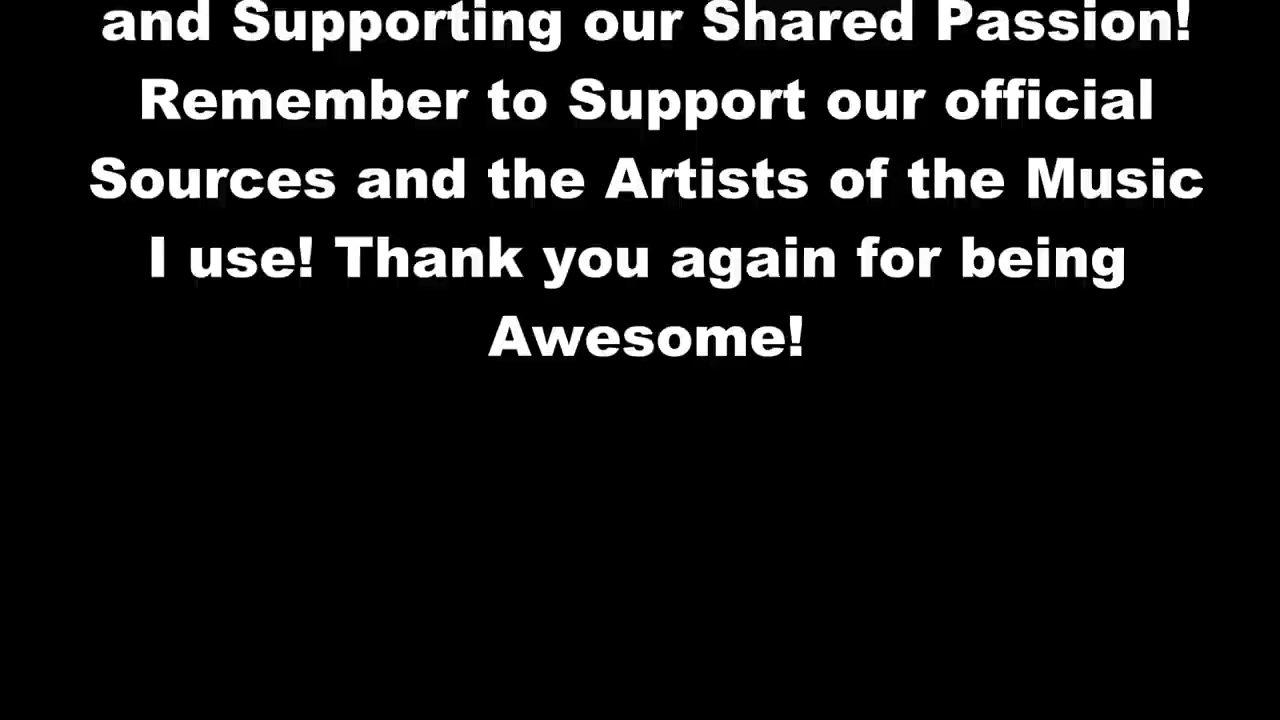 and Supporting our Shared Passion!
Remember to Support our official
Sources and the Artists of the Music
I use! Thank you again for being
Awesome!